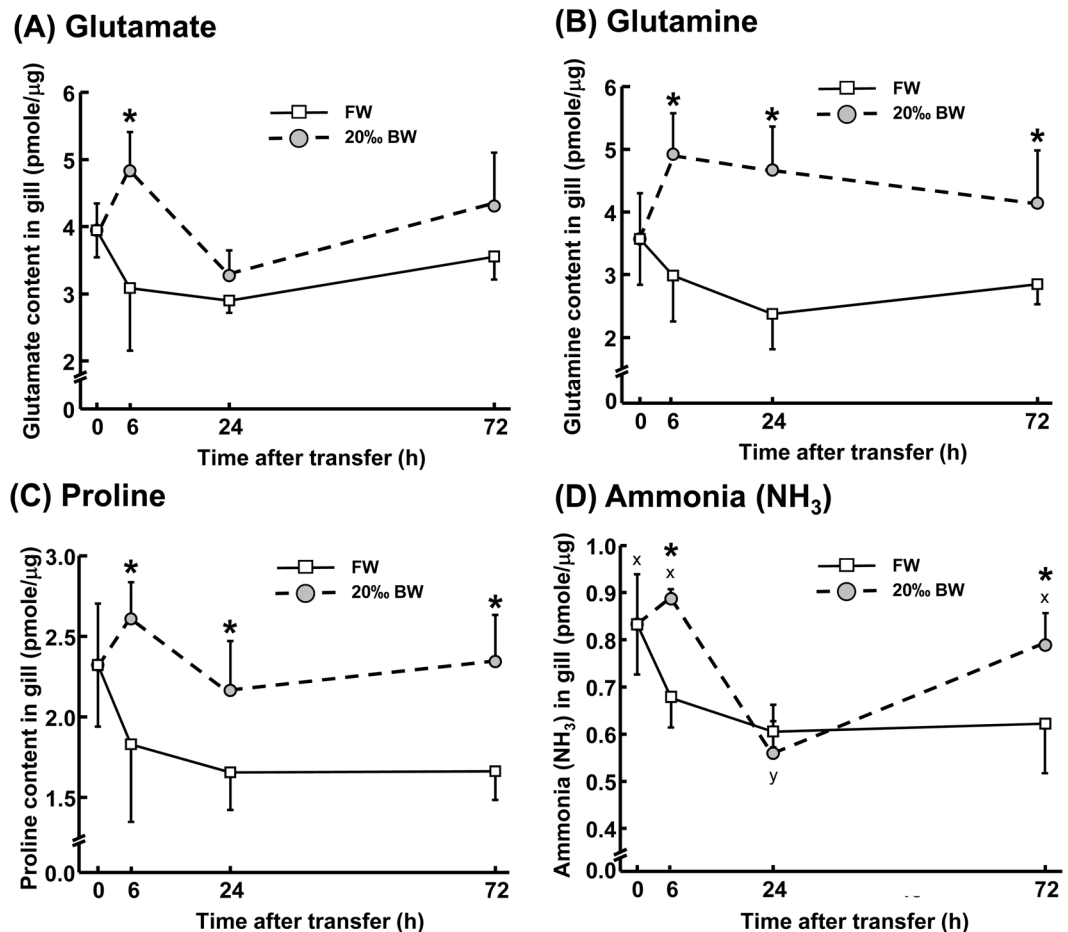 (A) Glutamate
Glutamate content in gill (pmole/μg)
6
5
4
3
2
0
*
FW
20‰ BW
0 6 24 72
Time after transfer (h)
(B) Glutamine
Glutamine content in gill (pmole/μg)
6
5
4
3
2
0
* * *
FW
20‰ BW
0 6 24 72
Time after transfer (h)
(C) Proline
Proline content in gill (pmole/μg)
3.0
2.5
2.0
1.5
0.0
* * *
FW
20‰ BW
0 6 24 72
Time after transfer (h)
(D) Ammonia (NH₃)
Ammonia (NH₃) in gill (pmole/μg)
1.0
0.9
0.8
0.7
0.6
0.5
0.4
0.0
* *
x x x
y
FW
20‰ BW
0 6 24 72
Time after transfer (h)